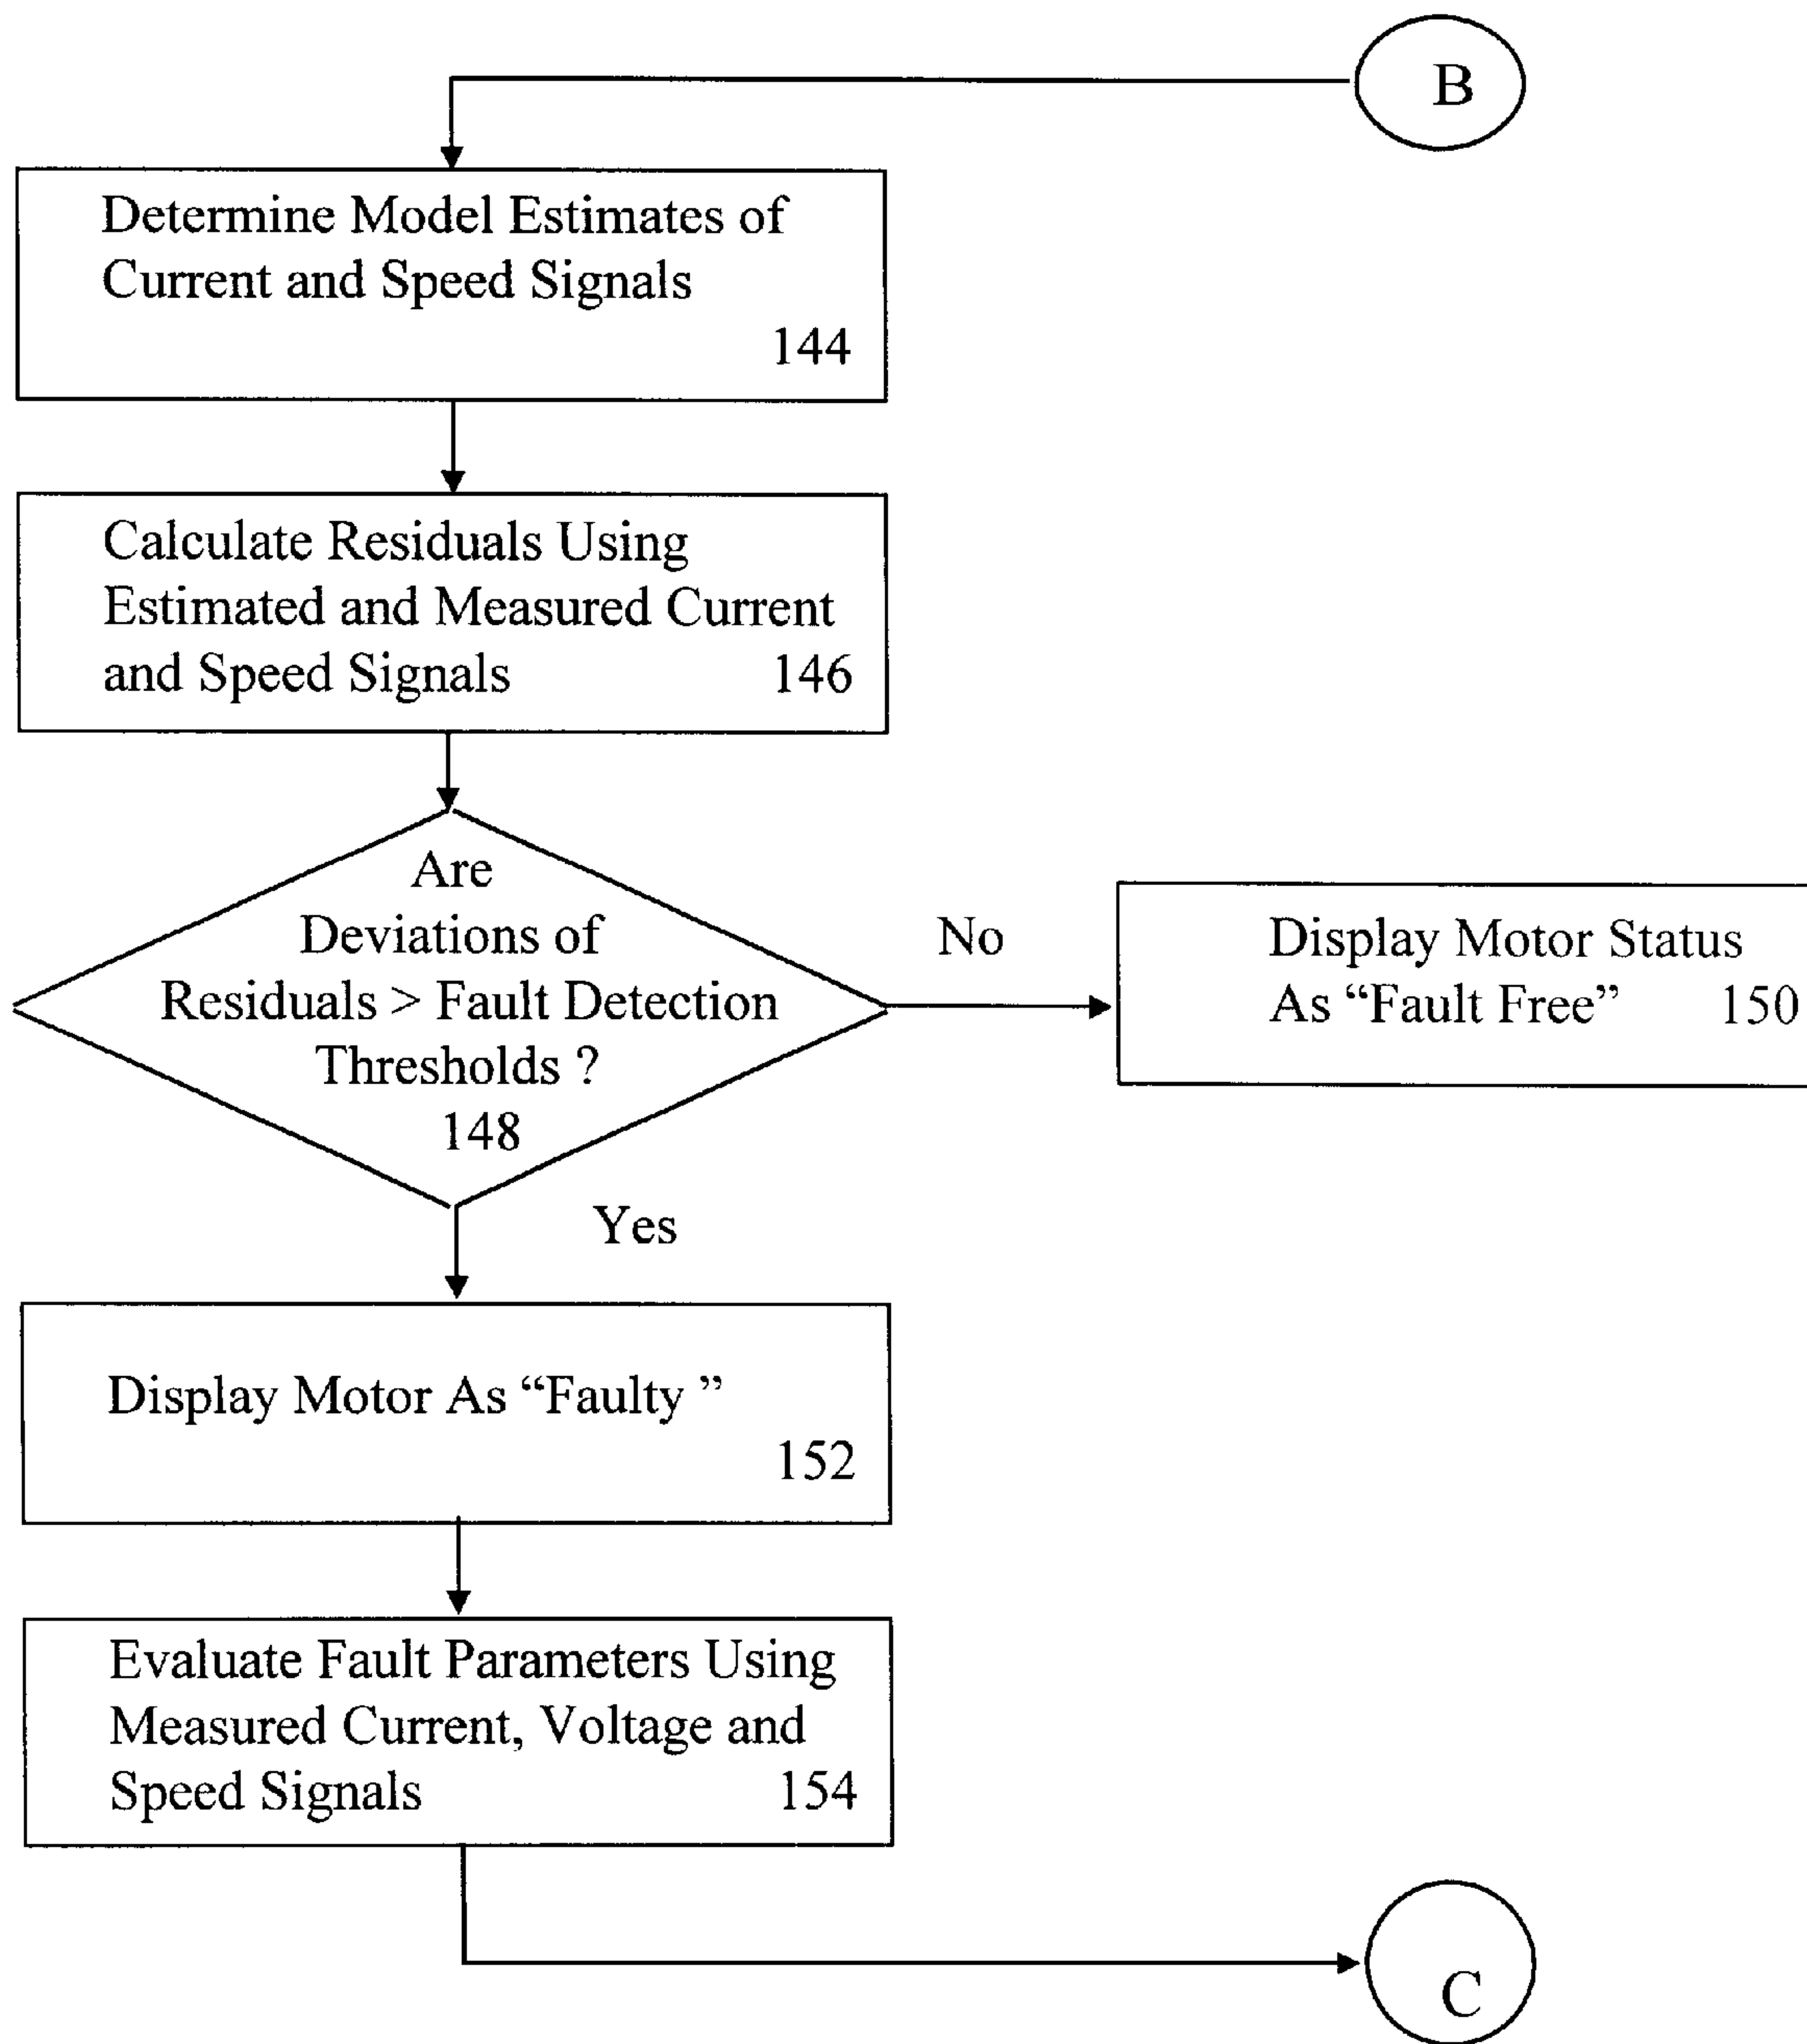 B
Determine Model Estimates of
Current and Speed Signals
144
Calculate Residuals Using
Estimated and Measured Current
and Speed Signals 146
Are
Deviations of
Residuals > Fault Detection
Thresholds ?
148
No
Display Motor Status
As “Fault Free” 150
Yes
Display Motor As “Faulty ”
152
Evaluate Fault Parameters Using
Measured Current, Voltage and
Speed Signals 154
C